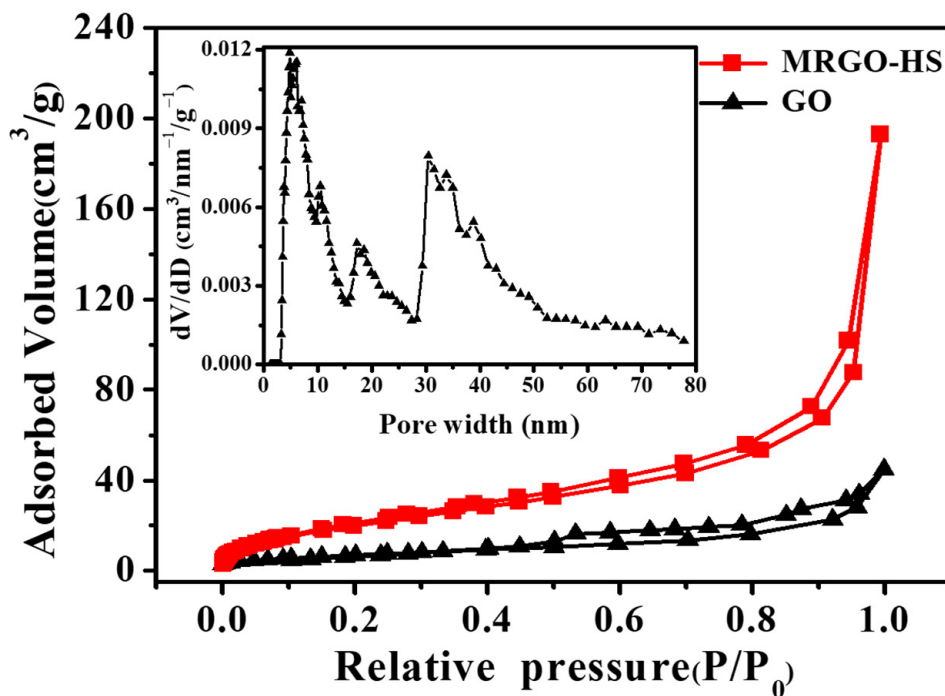 240
200
160
120
80
40
0
Adsorbed Volume(cm³/g)
0.0 0.2 0.4 0.6 0.8 1.0
Relative pressure(P/P₀)
MRGO-HS
GO
0.012
0.009
0.006
0.003
0.000
dV/dD (cm³/nm⁻¹/g⁻¹)
0 10 20 30 40 50 60 70 80
Pore width (nm)